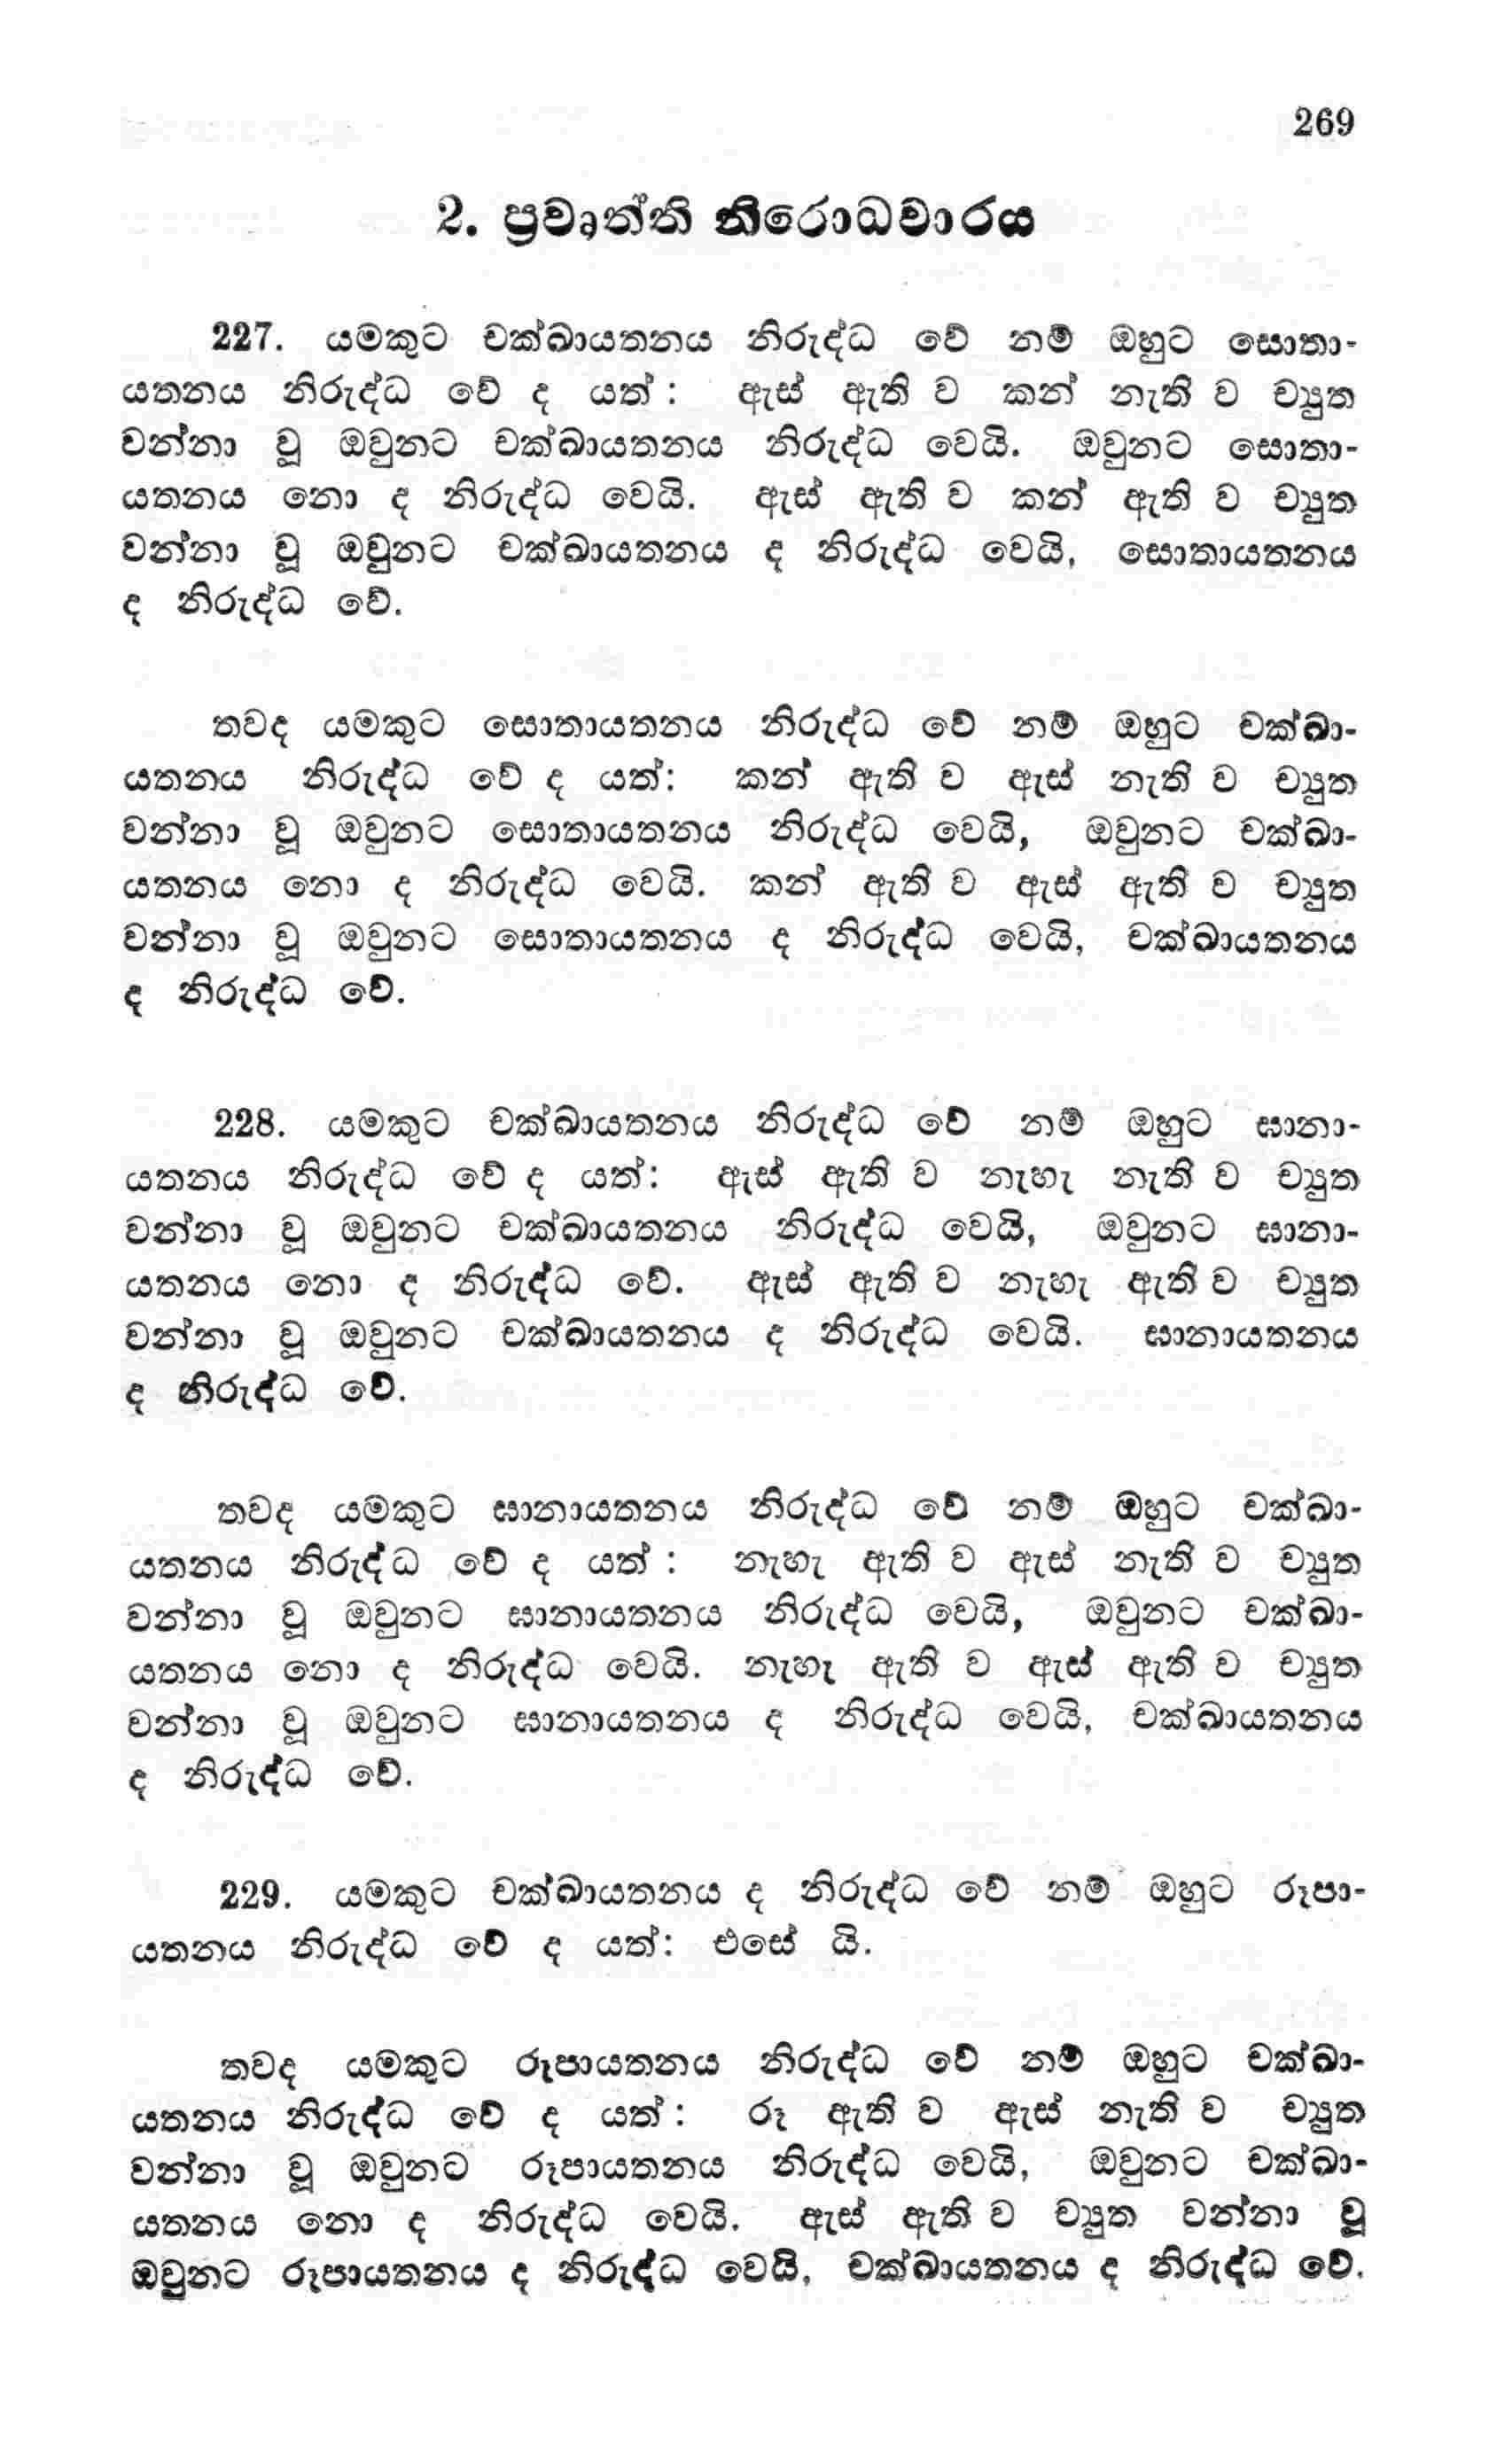 269
2. ප්‍රවෘත්ති නිරොධවාරය
227. යමකුට චක්ඛායතනය නිරුද්ධ වේ නම් ඔහුට සොතා-
යතනය නිරුද්ධ වේ ද යත් : ඇස් ඇති ව කන් නැති ව ච්‍යුත
වන්නා වූ ඔවුනට චක්ඛායතනය නිරුද්ධ වෙයි. ඔවුනට සොතා-
යතනය නො ද නිරුද්ධ වෙයි. ඇස් ඇති ව කන් ඇති ව ච්‍යුත
වන්නා වූ ඔවුනට චක්ඛායතනය ද නිරුද්ධ වෙයි, සොතායතනය
ද නිරුද්ධ වේ.
තවද යමකුට සොතායතනය නිරුද්ධ වේ නම් ඔහුට චක්ඛා-
යතනය නිරුද්ධ වේ ද යත්: කන් ඇති ව ඇස් නැති ව ච්‍යුත
වන්නා වූ ඔවුනට සොතායතනය නිරුද්ධ වෙයි, ඔවුනට චක්ඛා-
යතනය නො ද නිරුද්ධ වෙයි. කන් ඇති ව ඇස් ඇති ව ච්‍යුත
වන්නා වූ ඔවුනට සොතායතනය ද නිරුද්ධ වෙයි, චක්ඛායතනය
ද නිරුද්ධ වේ.
228. යමකුට චක්ඛායතනය නිරුද්ධ වේ නම් ඔහුට ඝානා-
යතනය නිරුද්ධ වේ ද යත්: ඇස් ඇති ව නැහැ නැති ව ච්‍යුත
වන්නා වූ ඔවුනට චක්ඛායතනය නිරුද්ධ වෙයි, ඔවුනට ඝානා-
යතනය නො ද නිරුද්ධ වේ. ඇස් ඇති ව නැහැ ඇති ව ච්‍යුත
වන්නා වූ ඔවුනට චක්ඛායතනය ද නිරුද්ධ වෙයි. ඝානායතනය
ද නිරුද්ධ වේ.
තවද යමකුට ඝානායතනය නිරුද්ධ වේ නම් ඔහුට චක්ඛා-
යතනය නිරුද්ධ වේ ද යත් : නැහැ ඇති ව ඇස් නැති ව ච්‍යුත
වන්නා වූ ඔවුනට ඝානායතනය නිරුද්ධ වෙයි, ඔවුනට චක්ඛා-
යතනය නො ද නිරුද්ධ වෙයි. නැහැ ඇති ව ඇස් ඇති ව ච්‍යුත
වන්නා වූ ඔවුනට ඝානායතනය ද නිරුද්ධ වෙයි, චක්ඛායතනය
ද නිරුද්ධ වේ.
229. යමකුට චක්ඛායතනය ද නිරුද්ධ වේ නම් ඔහුට රූපා-
යතනය නිරුද්ධ වේ ද යත්: එසේ යි.
තවද යමකුට රූපායතනය නිරුද්ධ වේ නම් ඔහුට චක්ඛා-
යතනය නිරුද්ධ වේ ද යත් : රූ ඇති ව ඇස් නැති ව ච්‍යුත
වන්නා වූ ඔවුනට රූපායතනය නිරුද්ධ වෙයි, ඔවුනට චක්ඛා-
යතනය නො ද නිරුද්ධ වෙයි. ඇස් ඇති ව ච්‍යුත වන්නා වූ
ඔවුනට රූපායතනය ද නිරුද්ධ වෙයි, චක්ඛායතනය ද නිරුද්ධ වේ.